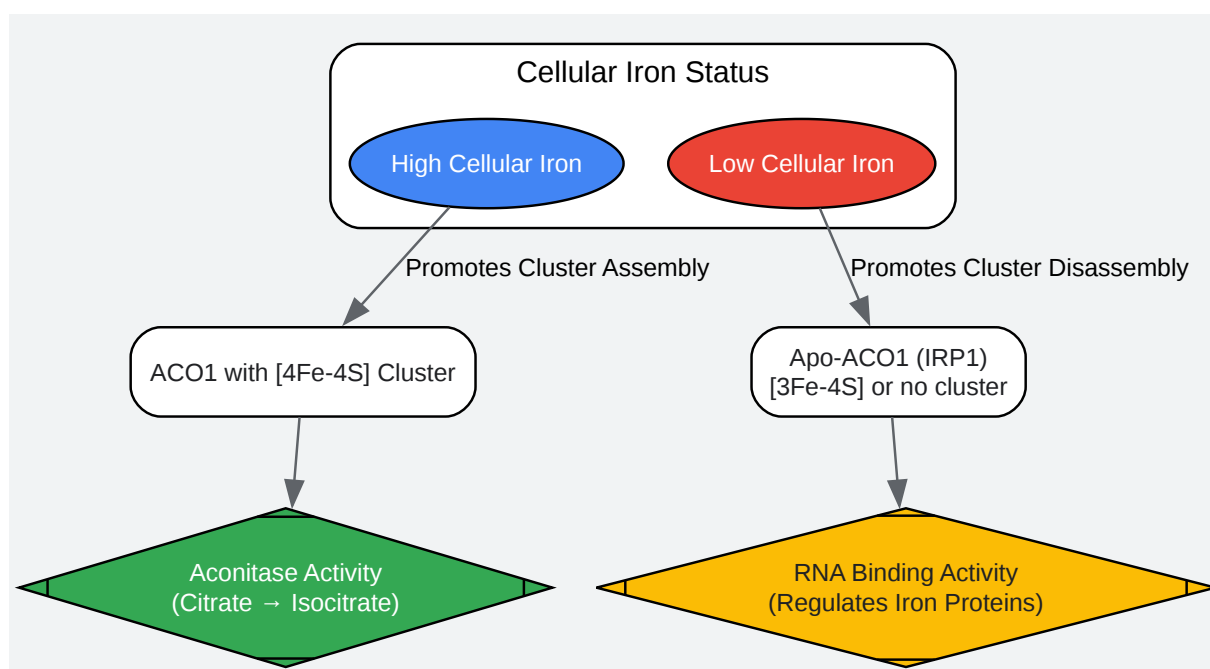 Cellular Iron Status
High Cellular Iron
Low Cellular Iron
Promotes Cluster Assembly
Promotes Cluster Disassembly
ACO1 with [4Fe-4S] Cluster
Apo-ACO1 (IRP1)
[3Fe-4S] or no cluster
Aconitase Activity
(Citrate → Isocitrate)
RNA Binding Activity
(Regulates Iron Proteins)